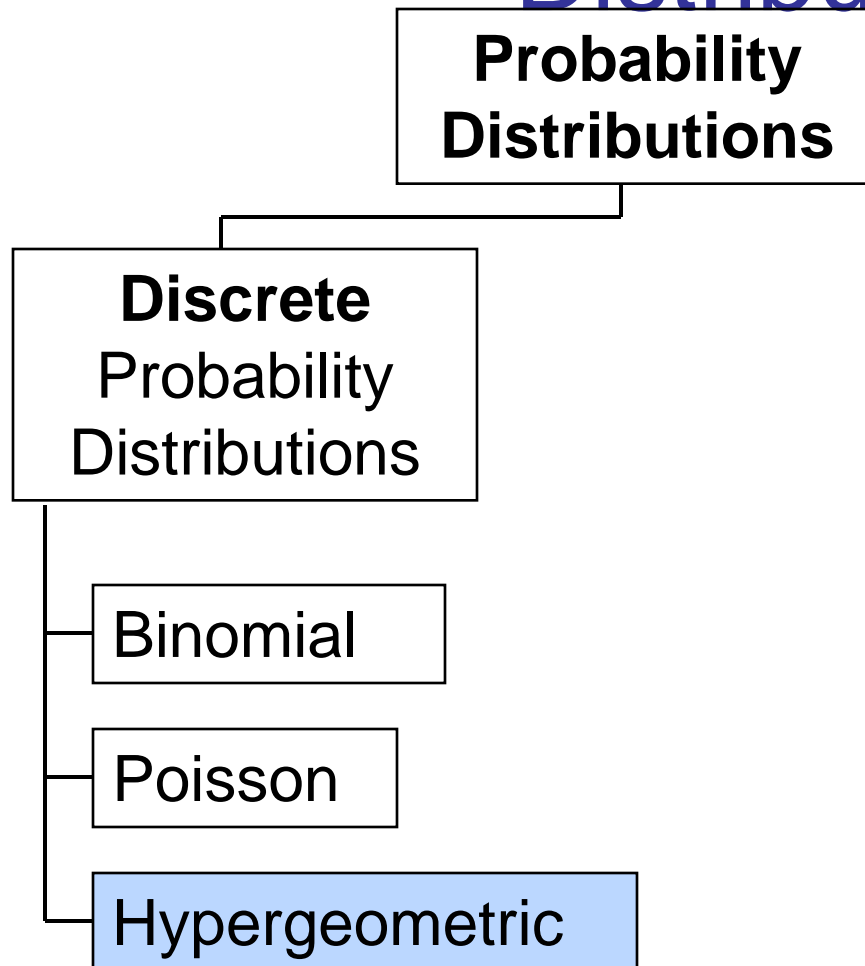 Probability
Distributions
Discrete
Probability
Distributions
Binomial
Poisson
Hypergeometric